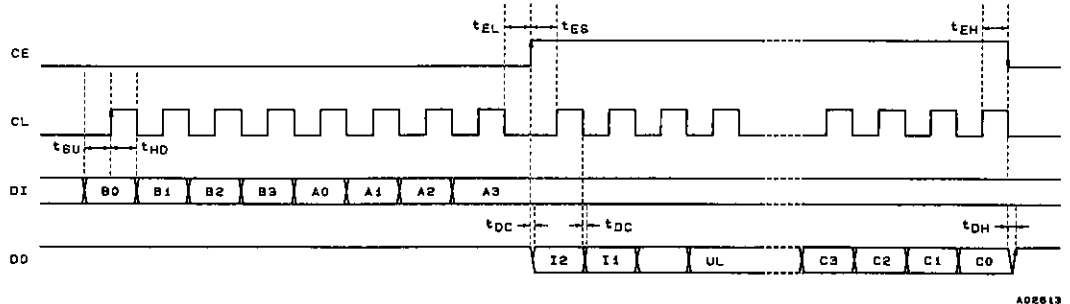 tEL tES tEH
CE
CL
tSU tHD
DI B0 B1 B2 B3 A0 A1 A2 A3
tDC tDC tDH
DO I2 I1 UL C3 C2 C1 C0
A02613